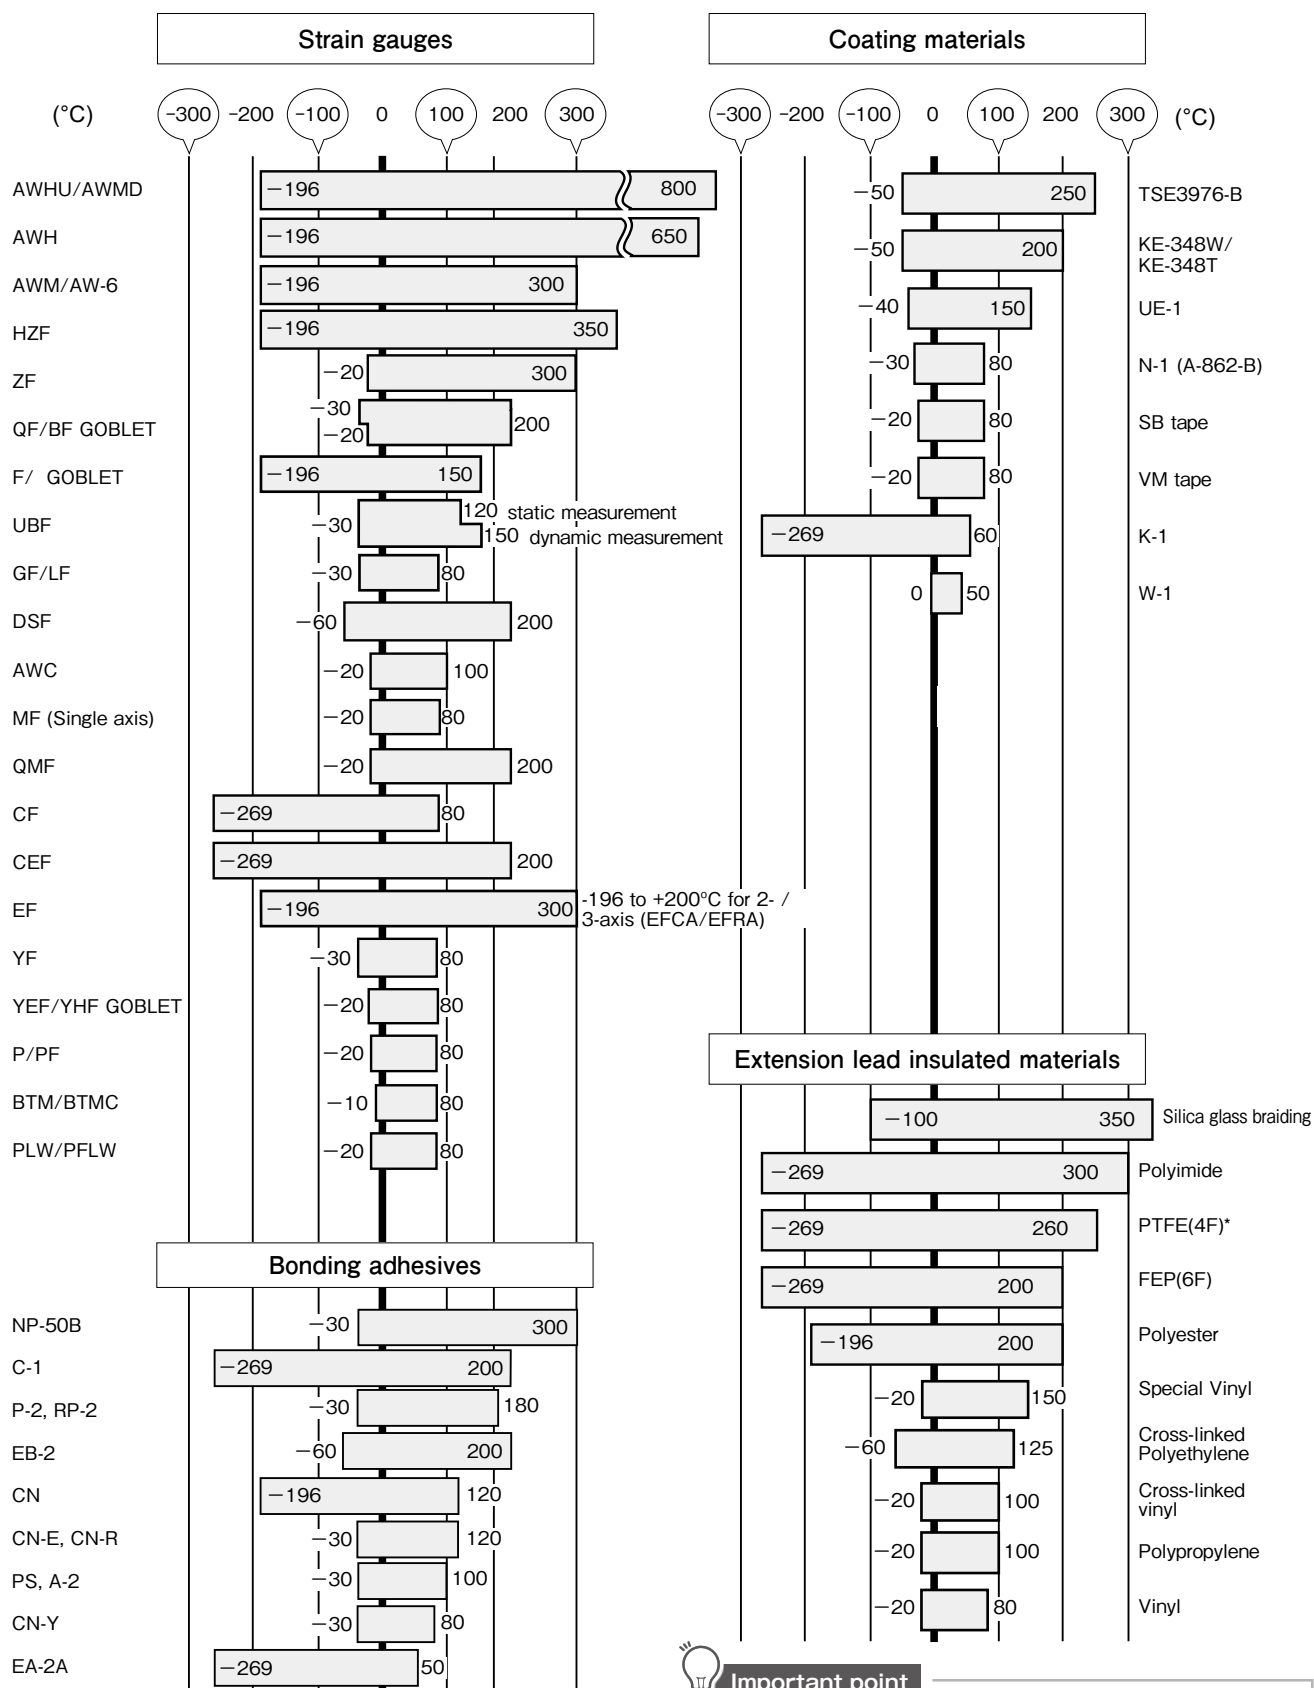 Strain gauges
(°C)
-300 -200 -100 0 100 200 300
AWHU/AWMD −196 800
AWH −196 650
AWM/AW-6 −196 300
HZF −196 350
ZF −20 300
QF/BF GOBLET −30 −20 200
F/ GOBLET −196 150
UBF −30 120 static measurement
150 dynamic measurement
GF/LF −30 80
DSF −60 200
AWC −20 100
MF (Single axis) −20 80
QMF −20 200
CF −269 80
CEF −269 200
EF −196 300 -196 to +200°C for 2- /
3-axis (EFCA/EFRA)
YF −30 80
YEF/YHF GOBLET −20 80
P/PF −20 80
BTM/BTMC −10 80
PLW/PFLW −20 80
Bonding adhesives
NP-50B −30 300
C-1 −269 200
P-2, RP-2 −30 180
EB-2 −60 200
CN −196 120
CN-E, CN-R −30 120
PS, A-2 −30 100
CN-Y −30 80
EA-2A −269 50
Coating materials
-300 -200 -100 0 100 200 300 (°C)
−50 250 TSE3976-B
−50 200 KE-348W/
KE-348T
−40 150 UE-1
−30 80 N-1 (A-862-B)
−20 80 SB tape
−20 80 VM tape
−269 60 K-1
0 50 W-1
Extension lead insulated materials
−100 350 Silica glass braiding
−269 300 Polyimide
−269 260 PTFE(4F)*
−269 200 FEP(6F)
−196 200 Polyester
−20 150 Special Vinyl
−60 125 Cross-linked
Polyethylene
−20 100 Cross-linked
vinyl
−20 100 Polypropylene
−20 80 Vinyl
Important point